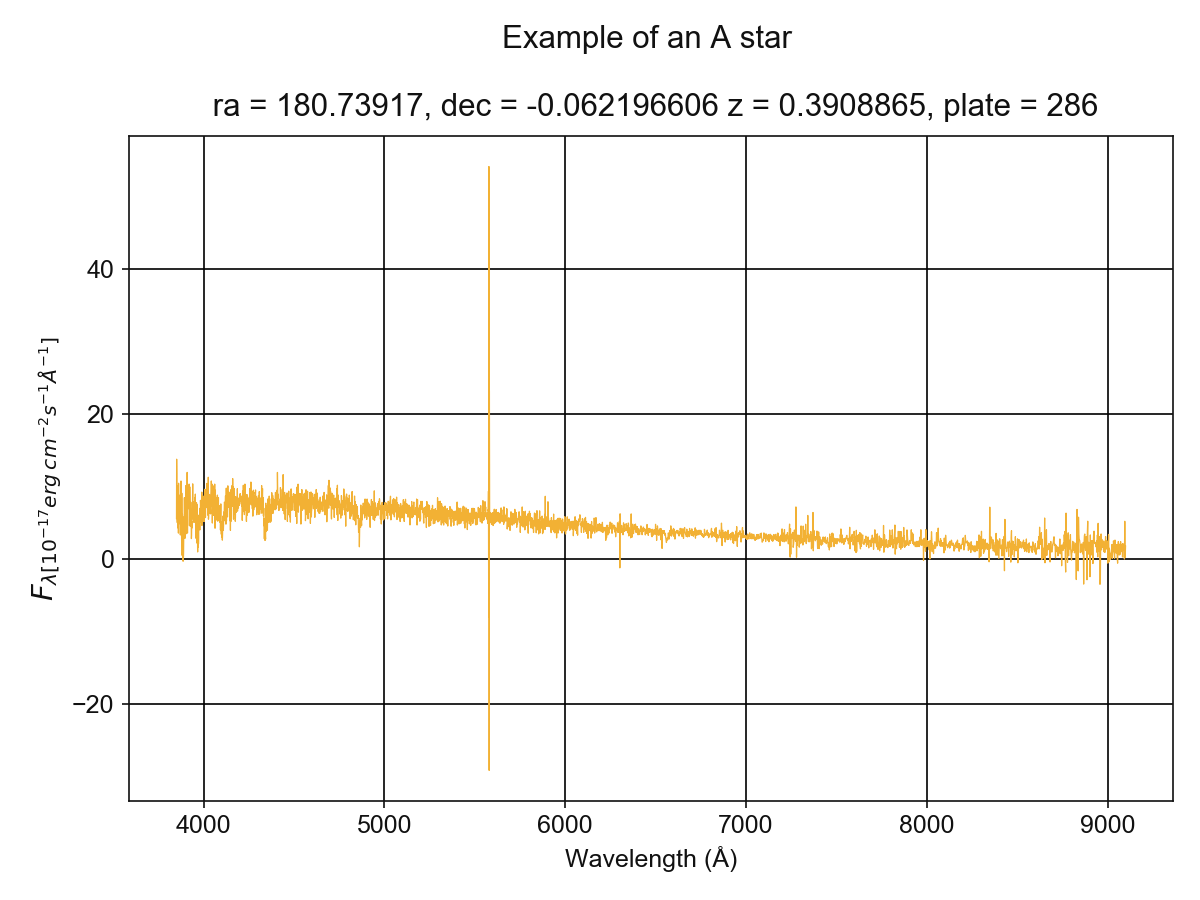 Example of an A star
ra = 180.73917, dec = -0.062196606 z = 0.3908865, plate = 286
40
20
0
−20
F_λ[10^{−17} erg cm^{−2}s^{−1}Å^{−1}]
4000 5000 6000 7000 8000 9000
Wavelength (Å)